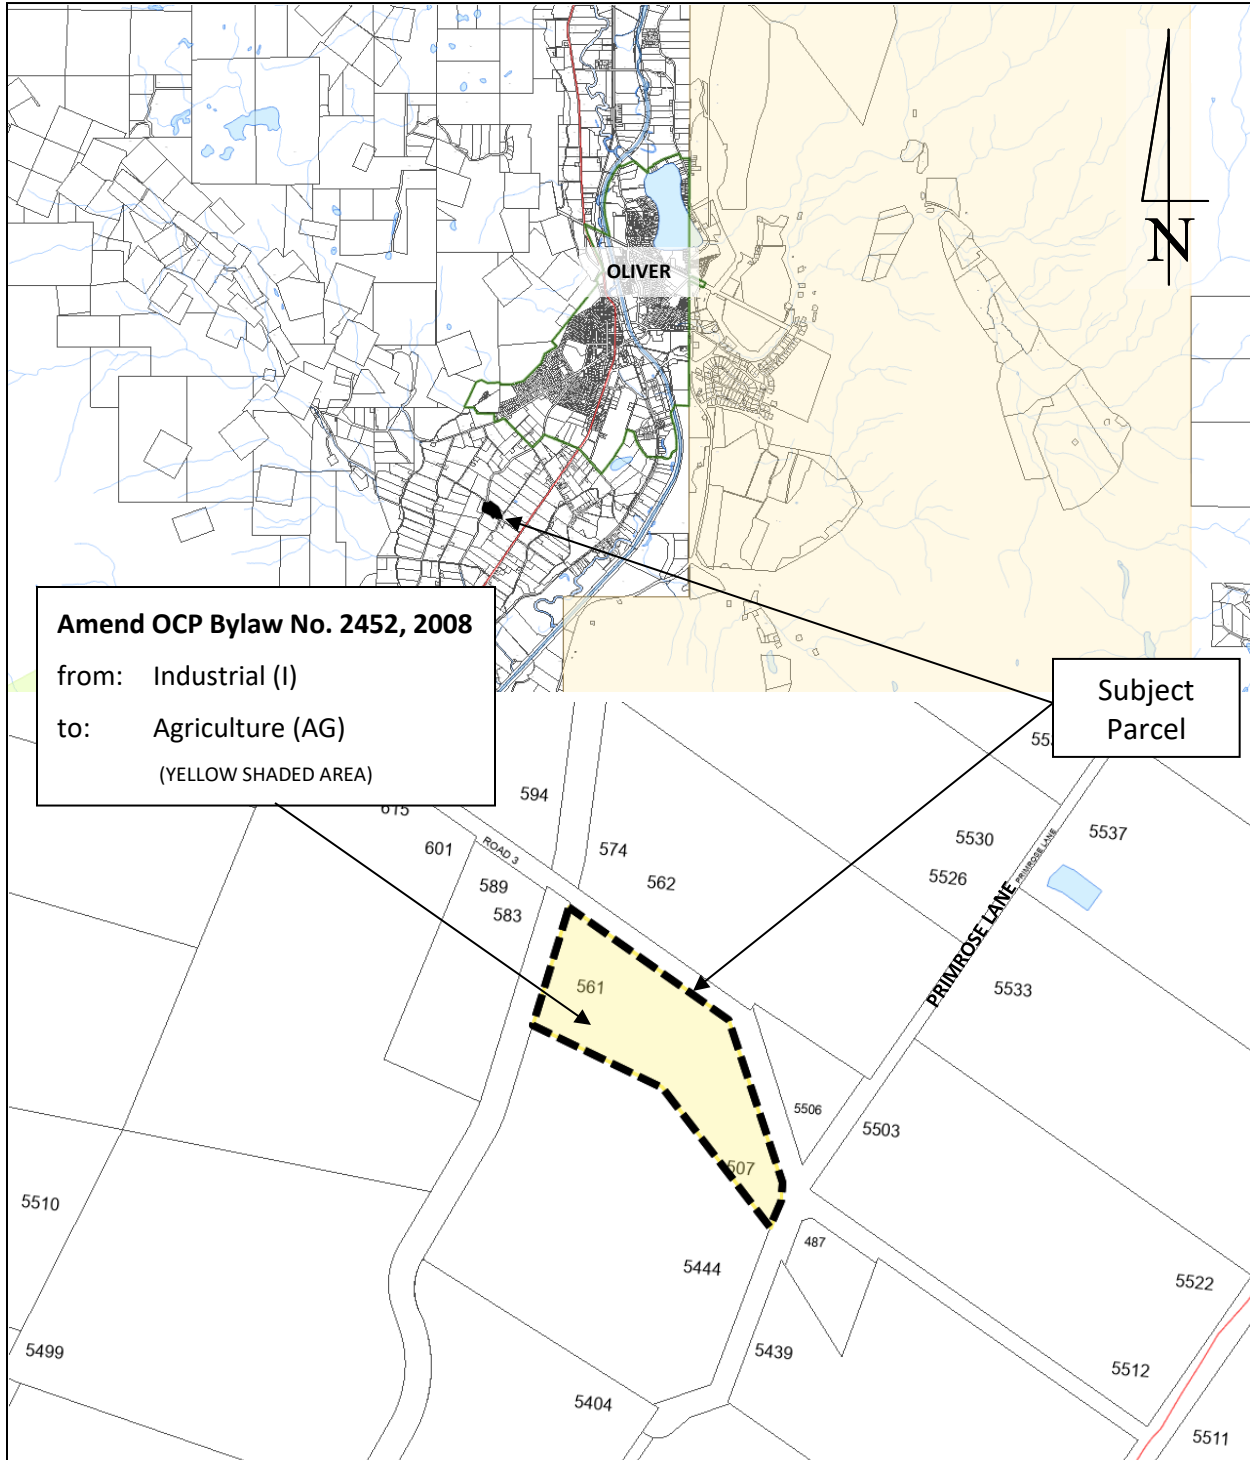 N
OLIVER
Amend OCP Bylaw No. 2452, 2008
from: Industrial (I)
to: Agriculture (AG)
(YELLOW SHADED AREA)
Subject
Parcel
594
615
601
ROAD 3
574
589
562
583
5530
5537
5526
PRIMROSE LANE
PRIMROSE LANE
561
5533
5506
5503
507
5510
487
5444
5522
5499
5439
5512
5404
5511